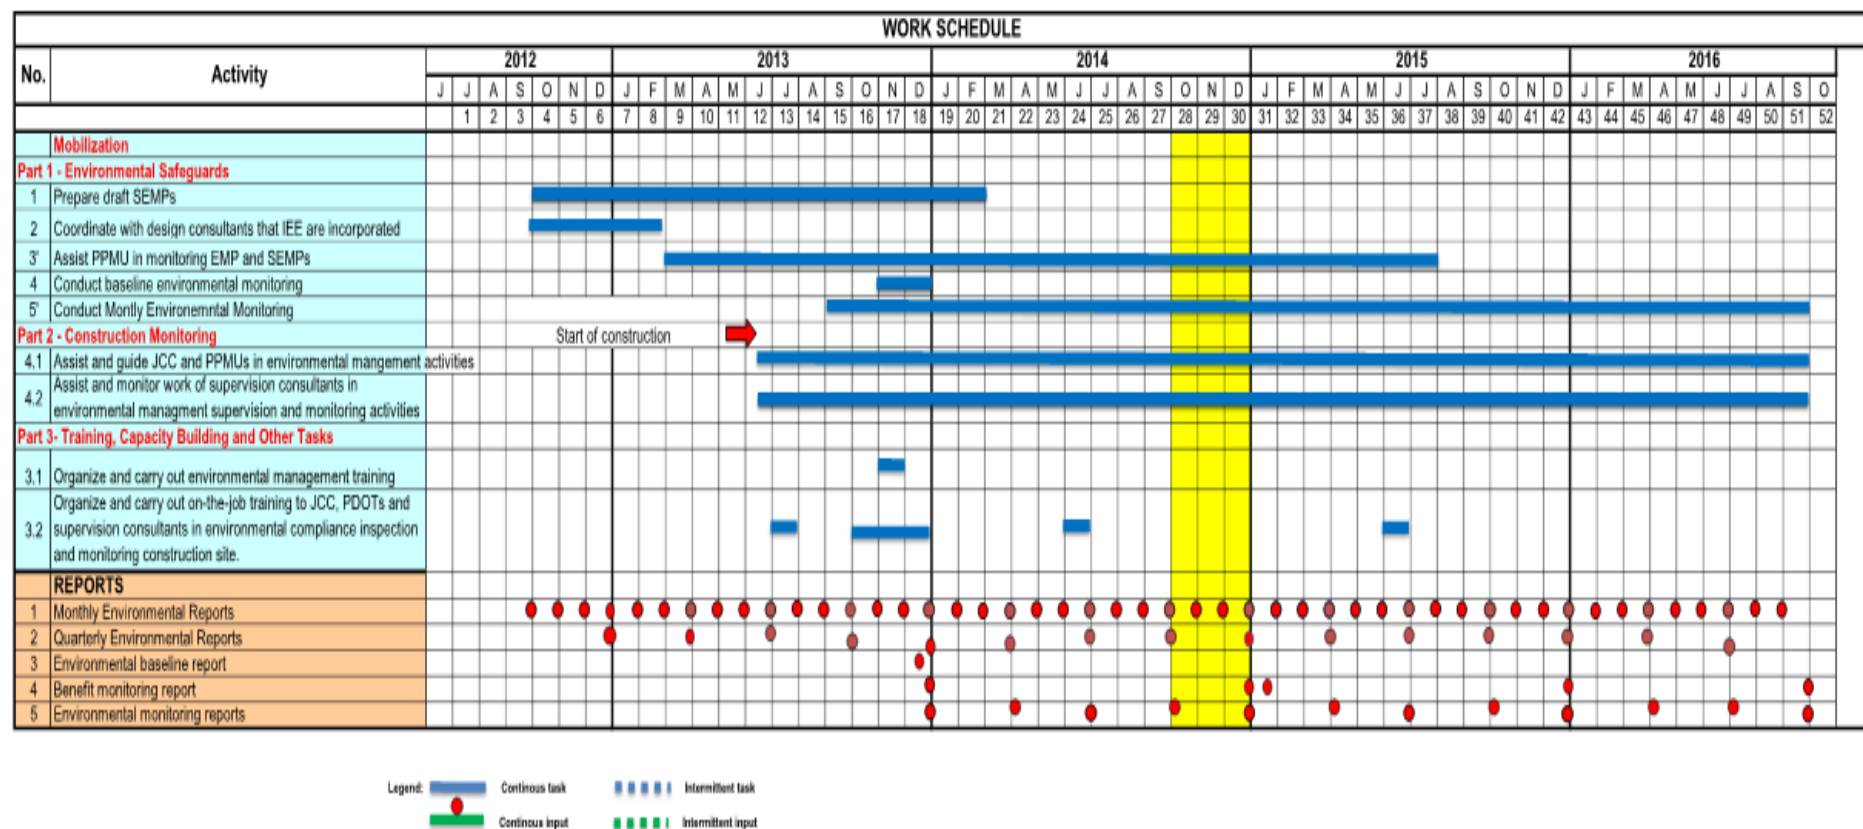 WORK SCHEDULE
No. Activity 2012 2013 2014 2015 2016
J J A S O N D J F M A M J J A S O N D J F M A M J J A S O N D J F M A M J J A S O N D J F M A M J J A S O
1 2 3 4 5 6 7 8 9 10 11 12 13 14 15 16 17 18 19 20 21 22 23 24 25 26 27 28 29 30 31 32 33 34 35 36 37 38 39 40 41 42 43 44 45 46 47 48 49 50 51 52
Mobilization
Part 1 - Environmental Safeguards
1 Prepare draft SEMPs
2 Coordinate with design consultants that IEE are incorporated
3' Assist PPMU in monitoring EMP and SEMPs
4 Conduct baseline environmental monitoring
5' Conduct Montly Environemntal Monitoring
Part 2 - Construction Monitoring Start of construction
4.1 Assist and guide JCC and PPMUs in environmental mangement activities
4.2 Assist and monitor work of supervision consultants in
environmental managment supervision and monitoring activities
Part 3- Training, Capacity Building and Other Tasks
3.1 Organize and carry out environmental management training
Organize and carry out on-the-job training to JCC, PDOTs and
3.2 supervision consultants in environmental compliance inspection
and monitoring construction site.
REPORTS
1 Monthly Environmental Reports
2 Quarterly Environmental Reports
3 Environmental baseline report
4 Benefit monitoring report
5 Environmental monitoring reports
Legend: Continous task Intermittent task
Continous input Intermittent input